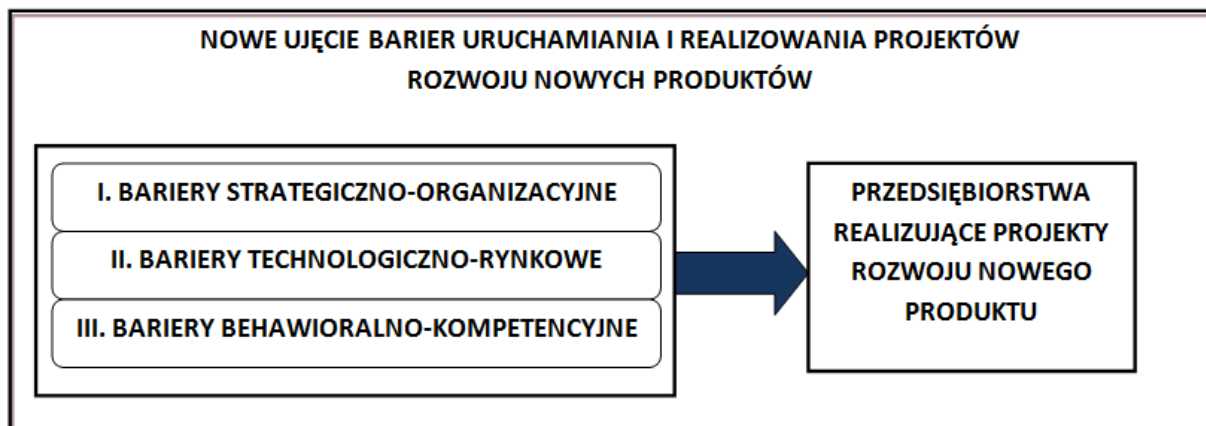 NOWE UJĘCIE BARIER URUCHAMIANIA I REALIZOWANIA PROJEKTÓW
ROZWOJU NOWYCH PRODUKTÓW
I. BARIERY STRATEGICZNO-ORGANIZACYJNE
II. BARIERY TECHNOLOGICZNO-RYNKOWE
III. BARIERY BEHAWIORALNO-KOMPETENCYJNE
PRZEDSIĘBIORSTWA
REALIZUJĄCE PROJEKTY
ROZWOJU NOWEGO
PRODUKTU